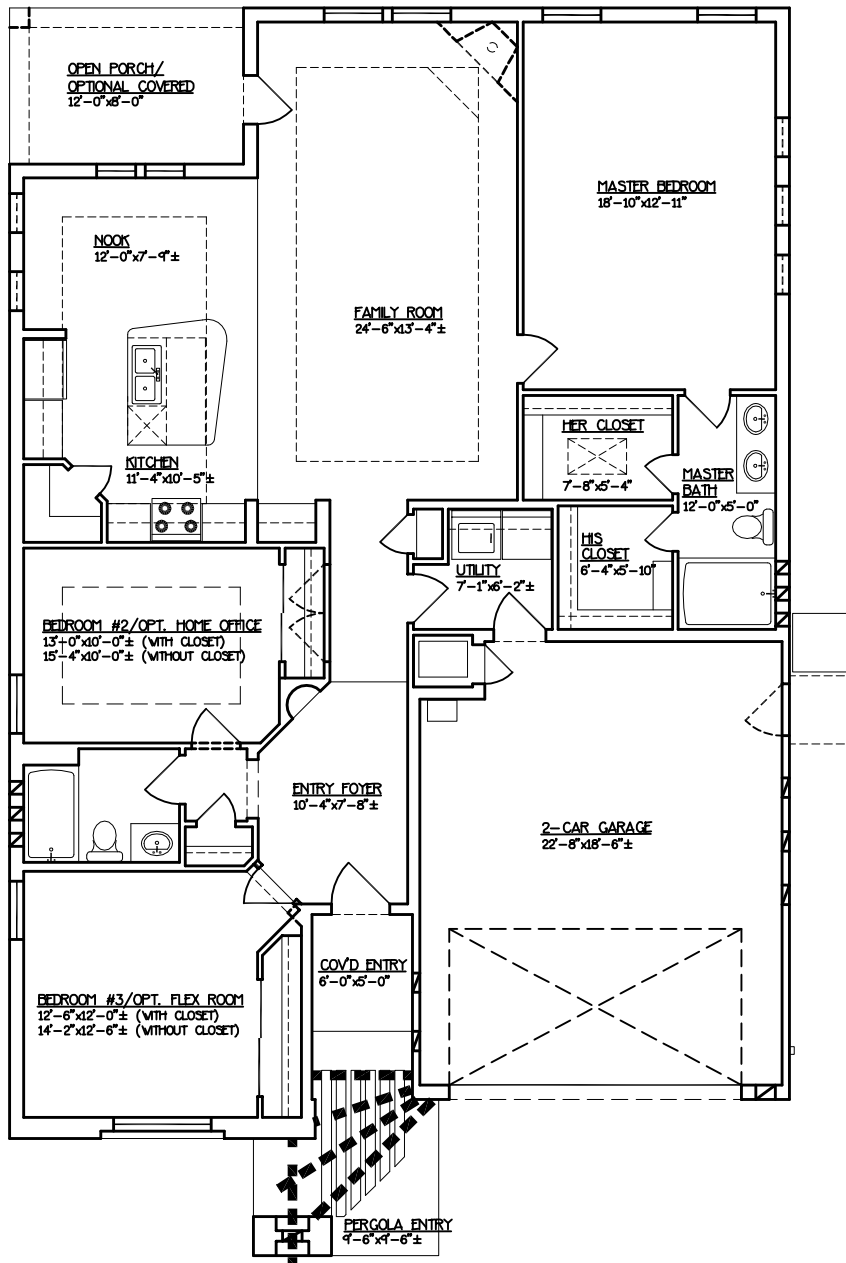 OPEN PORCH/
OPTIONAL COVERED
12'-0"x8'-0"
MASTER BEDROOM
18'-10"x12'-11"
NOOK
12'-0"x7'-9"±
FAMILY ROOM
24'-6"x13'-4"±
HER CLOSET
7'-8"x5'-4"
KITCHEN
11'-4"x10'-5"±
MASTER
BATH
12'-0"x5'-0"
HIS
CLOSET
6'-4"x5'-10"
UTILITY
7'-1"x6'-2"±
BEDROOM #2/OPT. HOME OFFICE
13'-0"x10'-0"± (WITH CLOSET)
15'-4"x10'-0"± (WITHOUT CLOSET)
ENTRY FOYER
10'-4"x7'-8"±
2-CAR GARAGE
22'-8"x18'-6"±
COV'D ENTRY
6'-0"x5'-0"
BEDROOM #3/OPT. FLEX ROOM
12'-6"x12'-0"± (WITH CLOSET)
14'-2"x12'-6"± (WITHOUT CLOSET)
PERGOLA ENTRY
9'-6"x9'-6"±